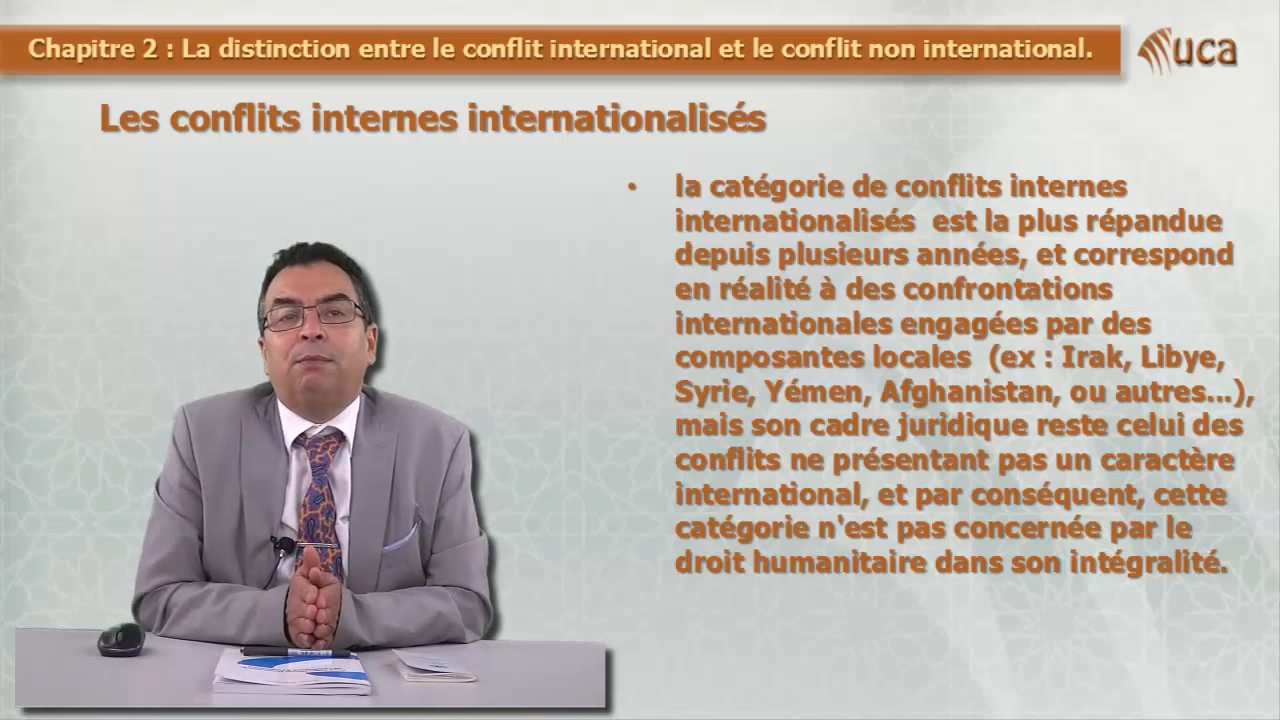 Chapitre 2 : La distinction entre le conflit international et le conflit non international.
uca
Les conflits internes internationalisés
• la catégorie de conflits internes
internationalisés est la plus répandue
depuis plusieurs années, et correspond
en réalité à des confrontations
internationales engagées par des
composantes locales (ex : Irak, Libye,
Syrie, Yémen, Afghanistan, ou autres...),
mais son cadre juridique reste celui des
conflits ne présentant pas un caractère
international, et par conséquent, cette
catégorie n'est pas concernée par le
droit humanitaire dans son intégralité.